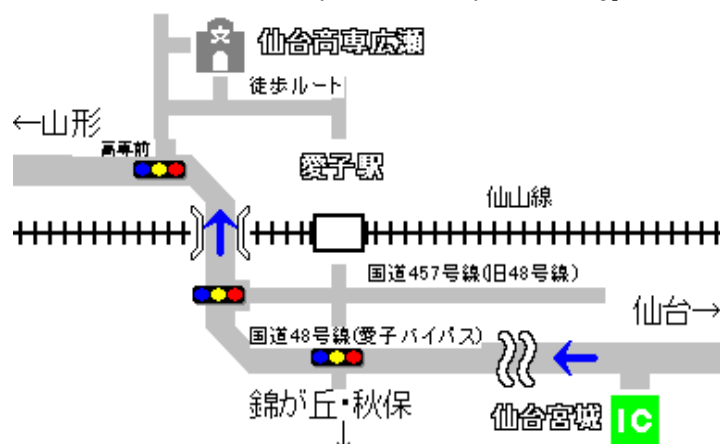 仙台高専広瀬
徒歩ルート
←山形
高専前
愛子駅
仙山線
国道457号線(旧48号線)
仙台→
国道48号線(愛子バイパス)
錦が丘・秋保
↓
仙台宮城
IC